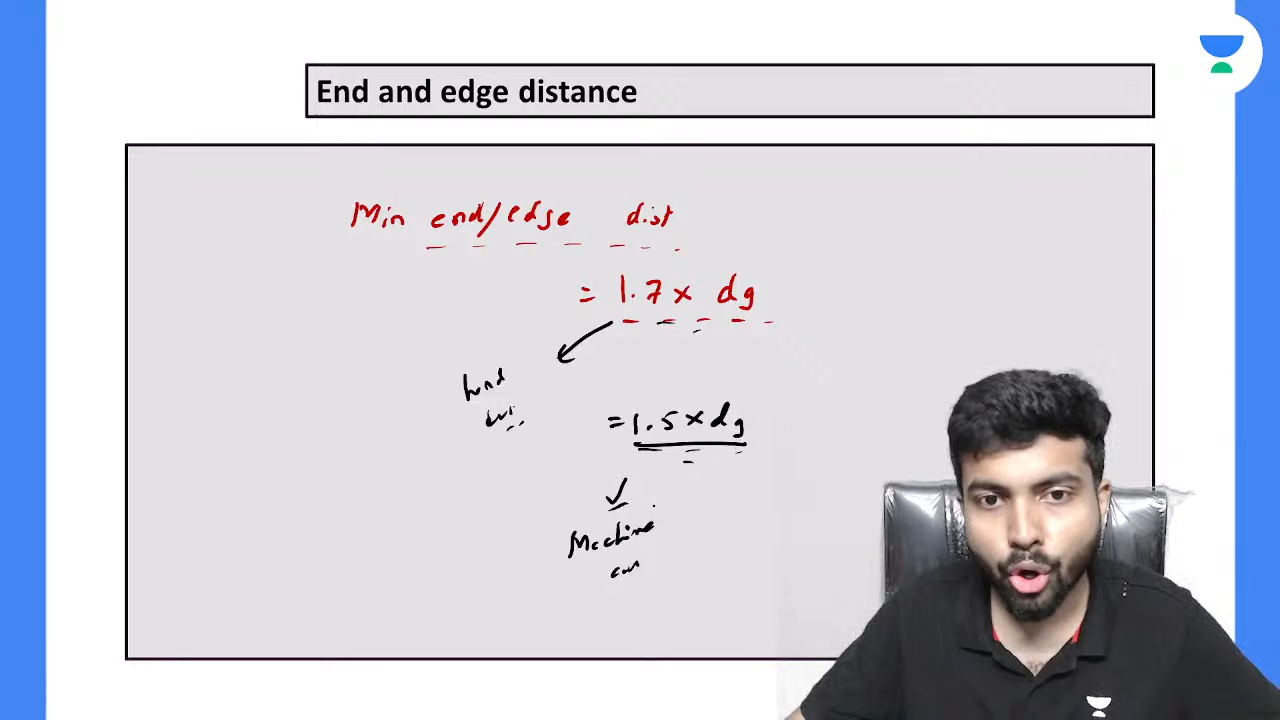 End and edge distance
Min end/edge dist
= 1.7 x dg
= 1.5 x dg
Machine